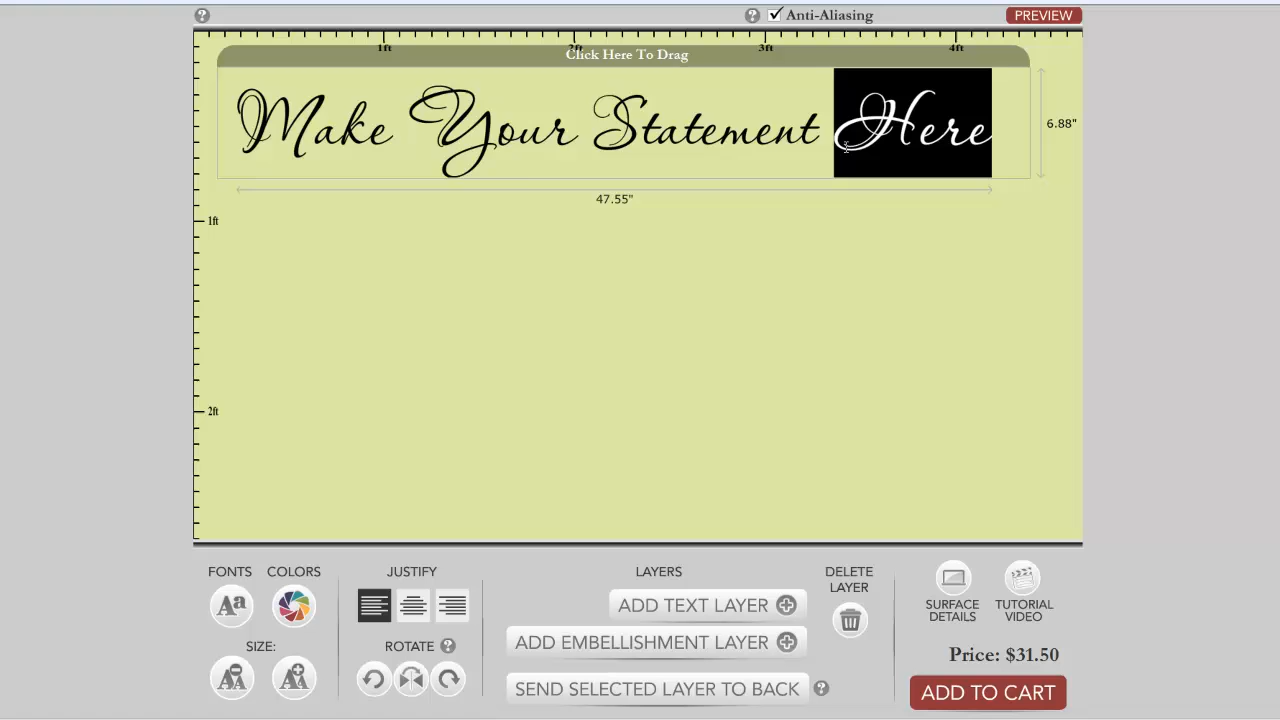 ? ? Anti-Aliasing PREVIEW
1ft 2ft 3ft 4ft
Click Here To Drag
Make Your Statement Here
6.88"
47.55"
1ft
2ft
FONTS COLORS
SIZE:
JUSTIFY
ROTATE ?
LAYERS
ADD TEXT LAYER
ADD EMBELLISHMENT LAYER
SEND SELECTED LAYER TO BACK ?
DELETE
LAYER
SURFACE
DETAILS
TUTORIAL
VIDEO
Price: $31.50
ADD TO CART